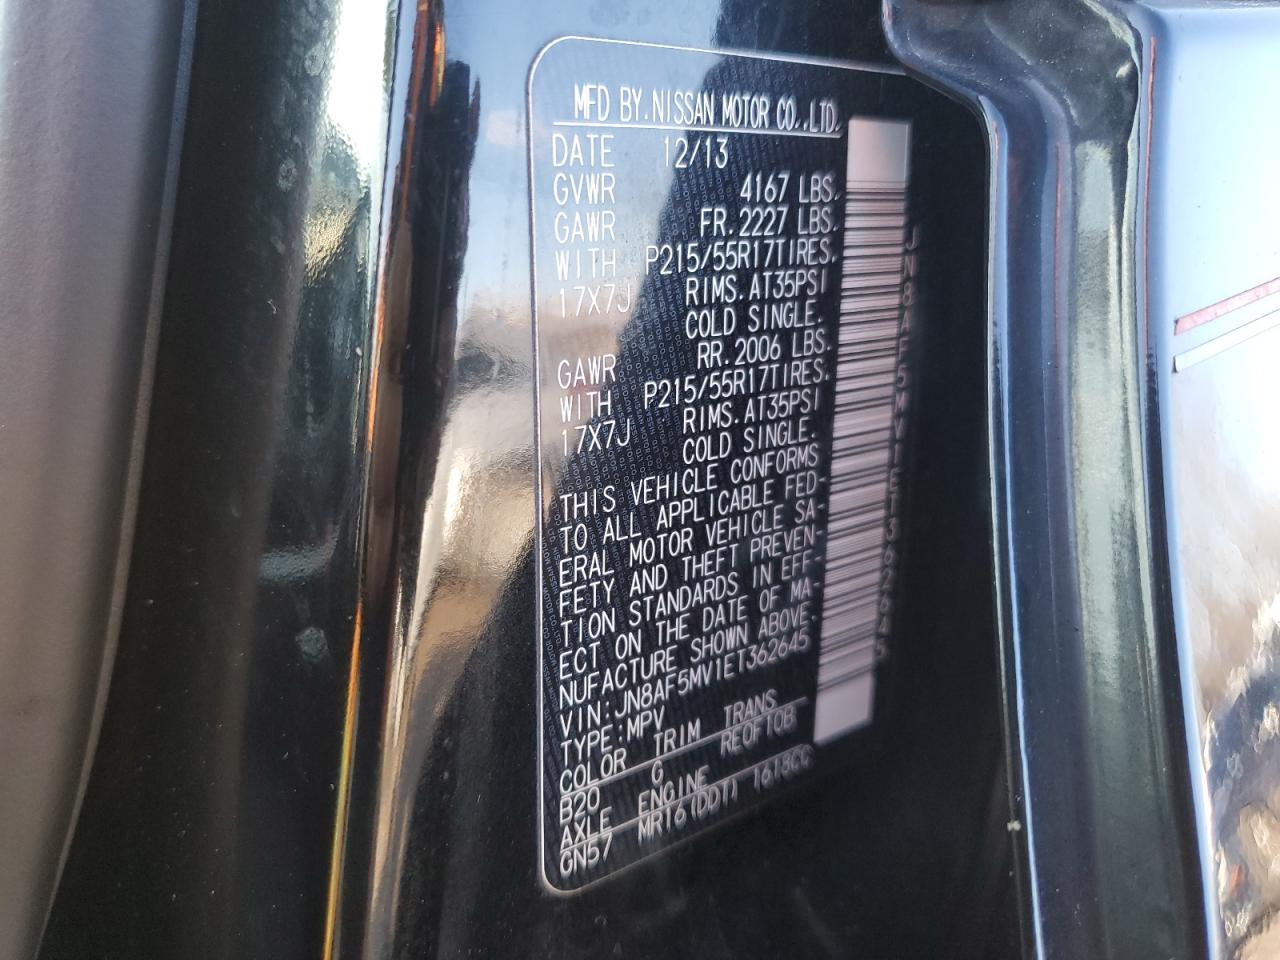 MFD BY.NISSAN MOTOR CO.,LTD.
DATE 12/13
GVWR 4167 LBS.
GAWR FR.2227 LBS.
WITH P215/55R17TIRES.
17X7J RIMS.AT35PSI
COLD SINGLE.
GAWR RR.2006 LBS.
WITH P215/55R17TIRES.
17X7J RIMS.AT35PSI
COLD SINGLE.
THIS VEHICLE CONFORMS
TO ALL APPLICABLE FED-
ERAL MOTOR VEHICLE SA-
FETY AND THEFT PREVEN-
TION STANDARDS IN EFF-
ECT ON THE DATE OF MA-
NUFACTURE SHOWN ABOVE.
VIN:JN8AF5MV1ET362645
TYPE:MPV
COLOR TRIM TRANS
B20 G RE0F10B
AXLE ENGINE
GN57 MR16(DDT) 1618CC
JN8AF5MV1ET362645